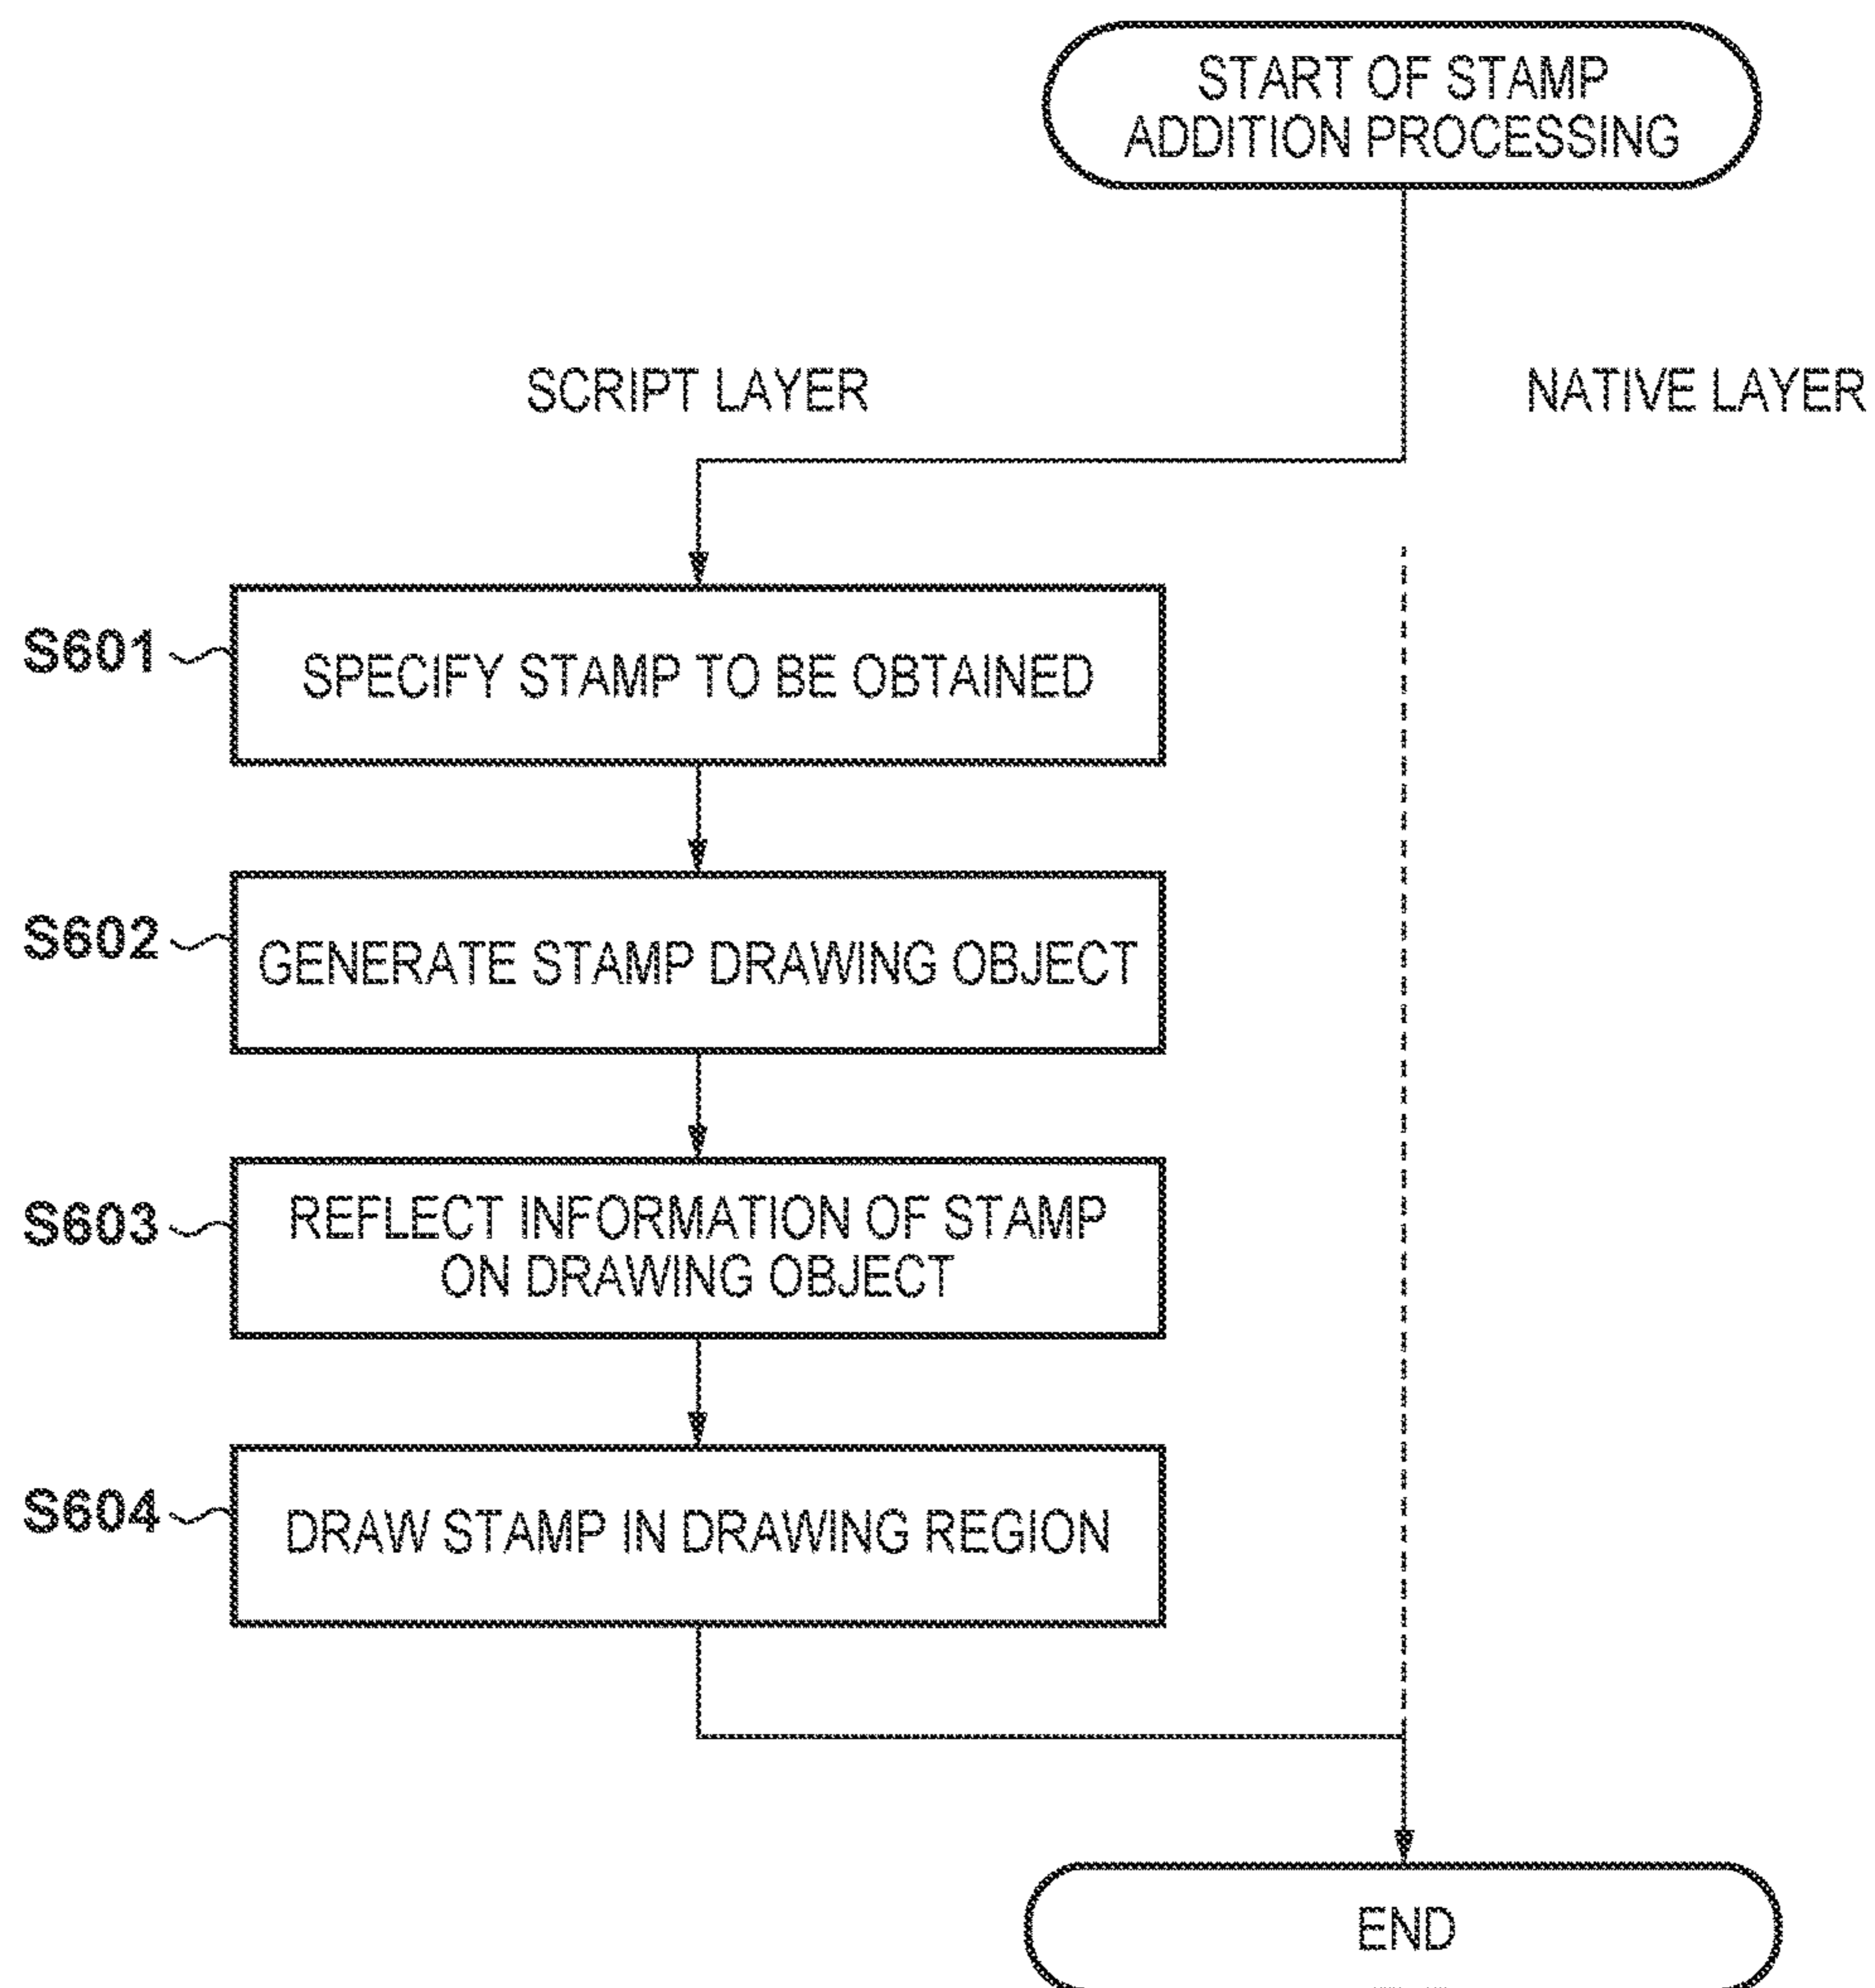 START OF STAMP
ADDITION PROCESSING
SCRIPT LAYER
NATIVE LAYER
S601
SPECIFY STAMP TO BE OBTAINED
S602
GENERATE STAMP DRAWING OBJECT
S603
REFLECT INFORMATION OF STAMP
ON DRAWING OBJECT
S604
DRAW STAMP IN DRAWING REGION
END